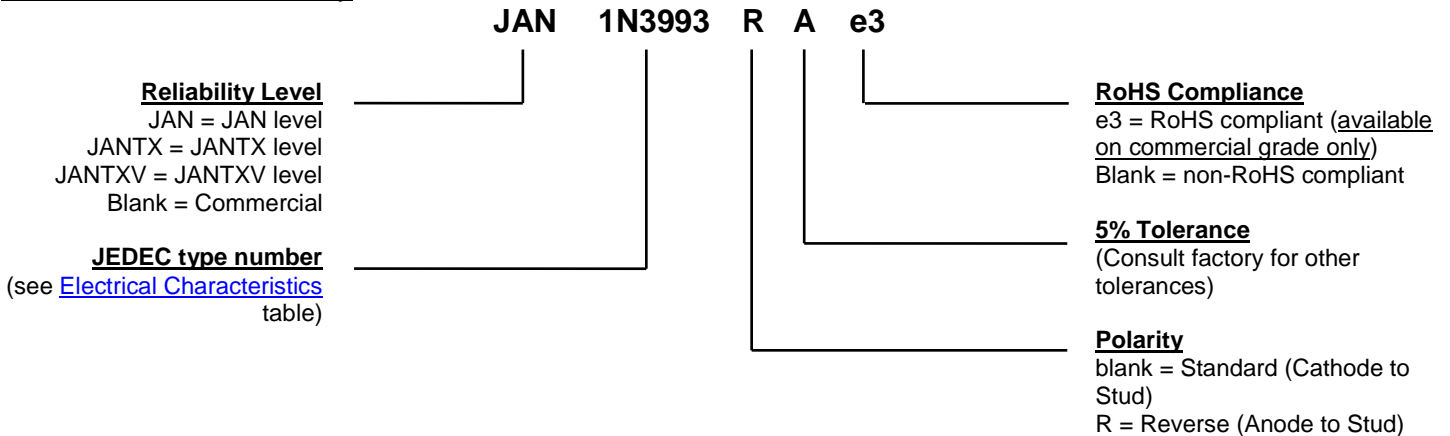 JAN 1N3993 R A e3
Reliability Level
JAN = JAN level
JANTX = JANTX level
JANTXV = JANTXV level
Blank = Commercial
JEDEC type number
(see Electrical Characteristics
table)
RoHS Compliance
e3 = RoHS compliant (available
on commercial grade only)
Blank = non-RoHS compliant
5% Tolerance
(Consult factory for other
tolerances)
Polarity
blank = Standard (Cathode to
Stud)
R = Reverse (Anode to Stud)